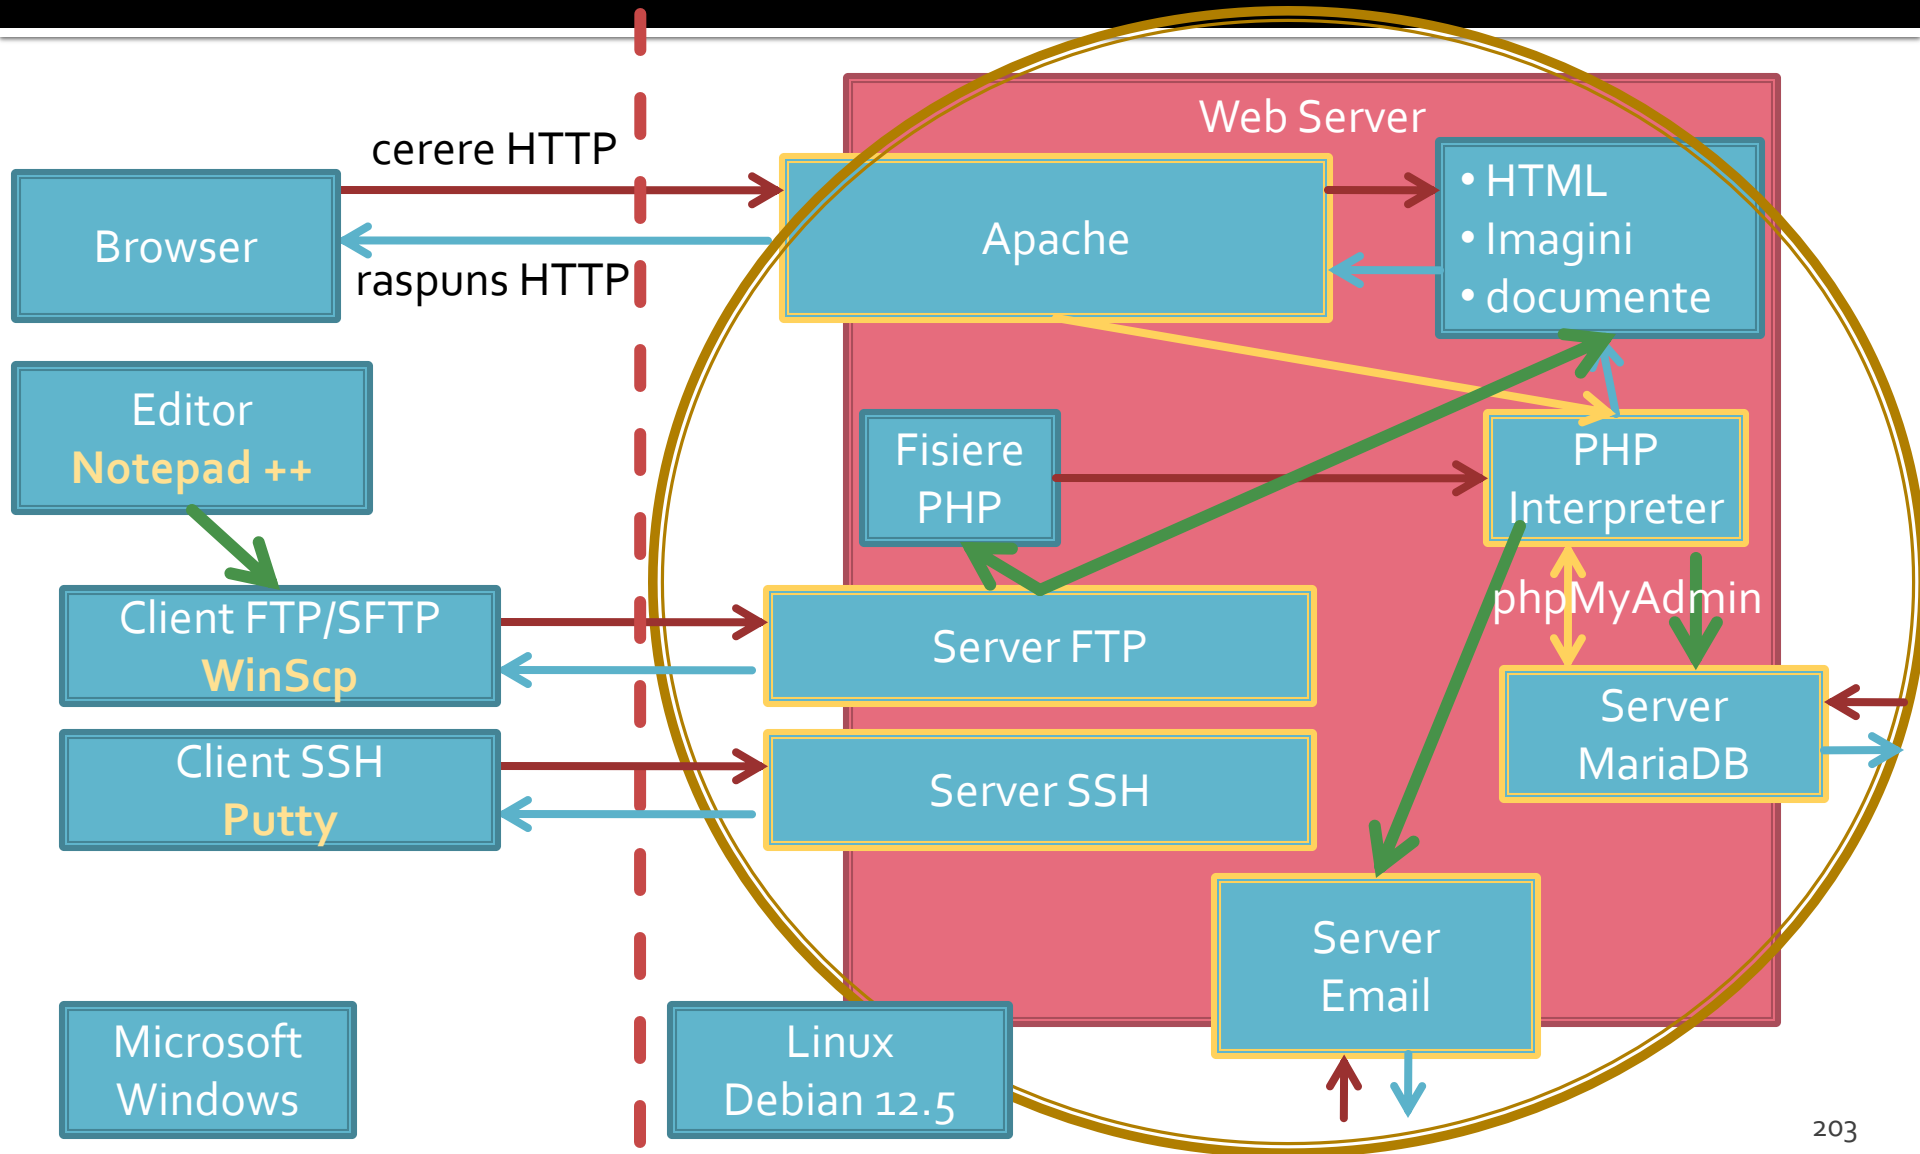 Web Server
cerere HTTP
Browser
raspuns HTTP
Apache
• HTML
• Imagini
• documente
Editor
Notepad ++
Fisiere
PHP
PHP
Interpreter
phpMyAdmin
Client FTP/SFTP
WinScp
Server FTP
Server
MariaDB
Client SSH
Putty
Server SSH
Server
Email
Microsoft
Windows
Linux
Debian 12.5
203